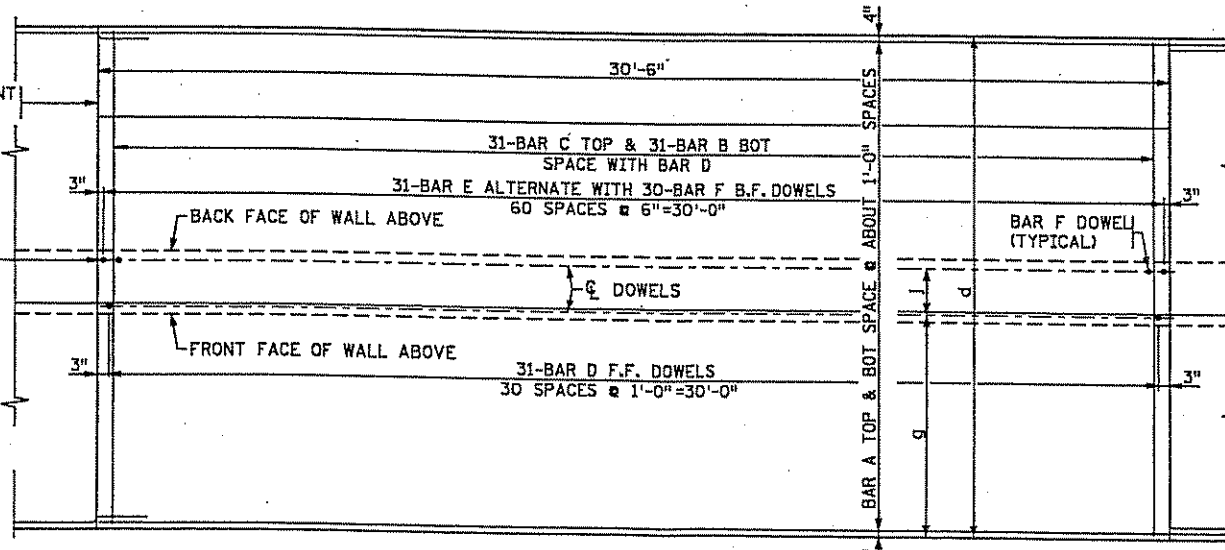 4"
30'-6"
NT
31-BAR C TOP & 31-BAR B BOT
SPACE WITH BAR D
3"
31-BAR E ALTERNATE WITH 30-BAR F B.F. DOWELS
60 SPACES @ 6"=30'-0"
3"
BACK FACE OF WALL ABOVE
BAR F DOWEL
(TYPICAL)
℄ DOWELS
j
d
FRONT FACE OF WALL ABOVE
3"
31-BAR D F.F. DOWELS
30 SPACES @ 1'-0"=30'-0"
3"
g
BAR A TOP & BOT SPACE @ ABOUT 1'-0" SPACES